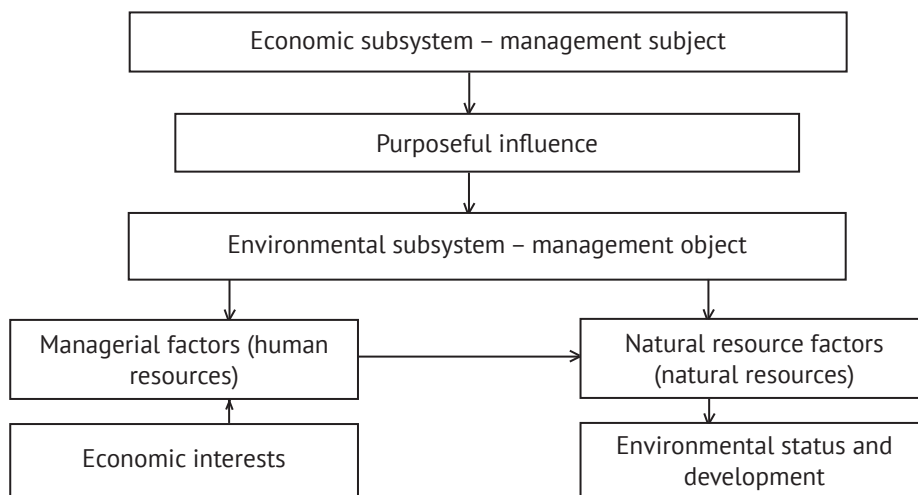 Economic subsystem – management subject
Purposeful influence
Environmental subsystem – management object
Managerial factors (human
resources)
Natural resource factors
(natural resources)
Economic interests
Environmental status and
development